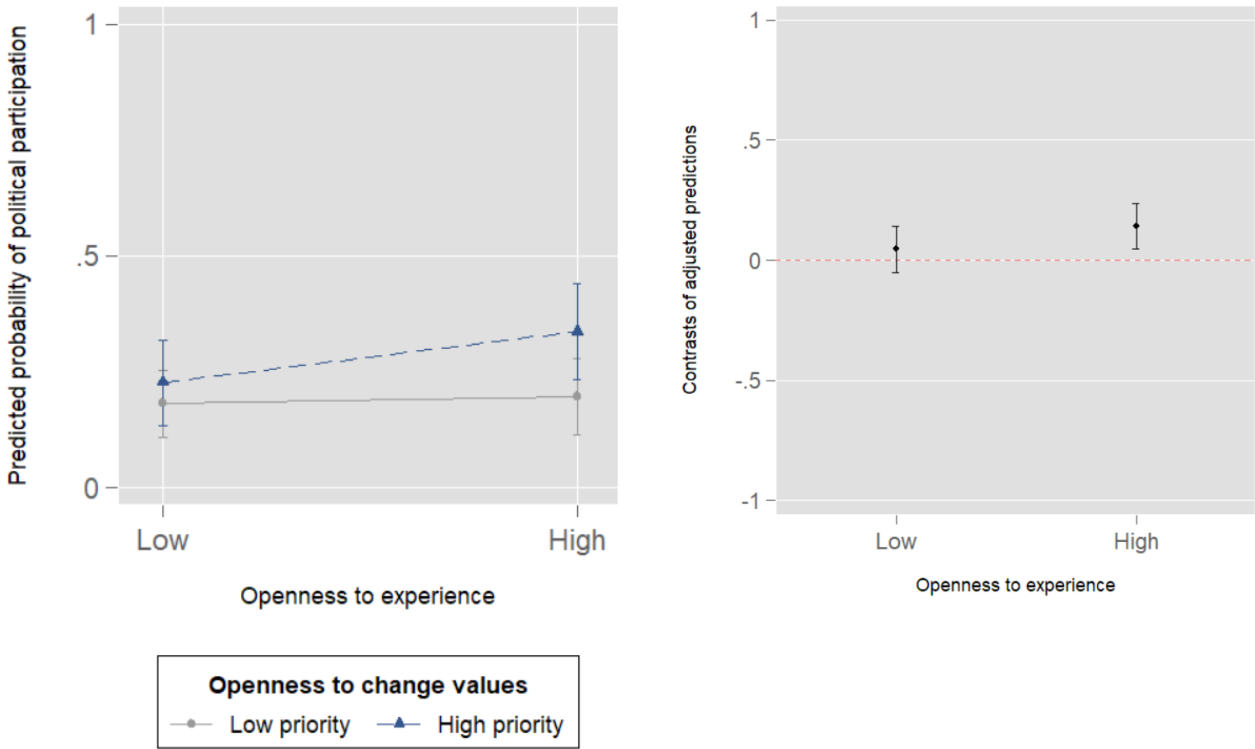 Predicted probability of political participation
1
.5
0
Low
High
Openness to experience
Openness to change values
Low priority
High priority
Contrasts of adjusted predictions
1
.5
0
-.5
-1
Low
High
Openness to experience